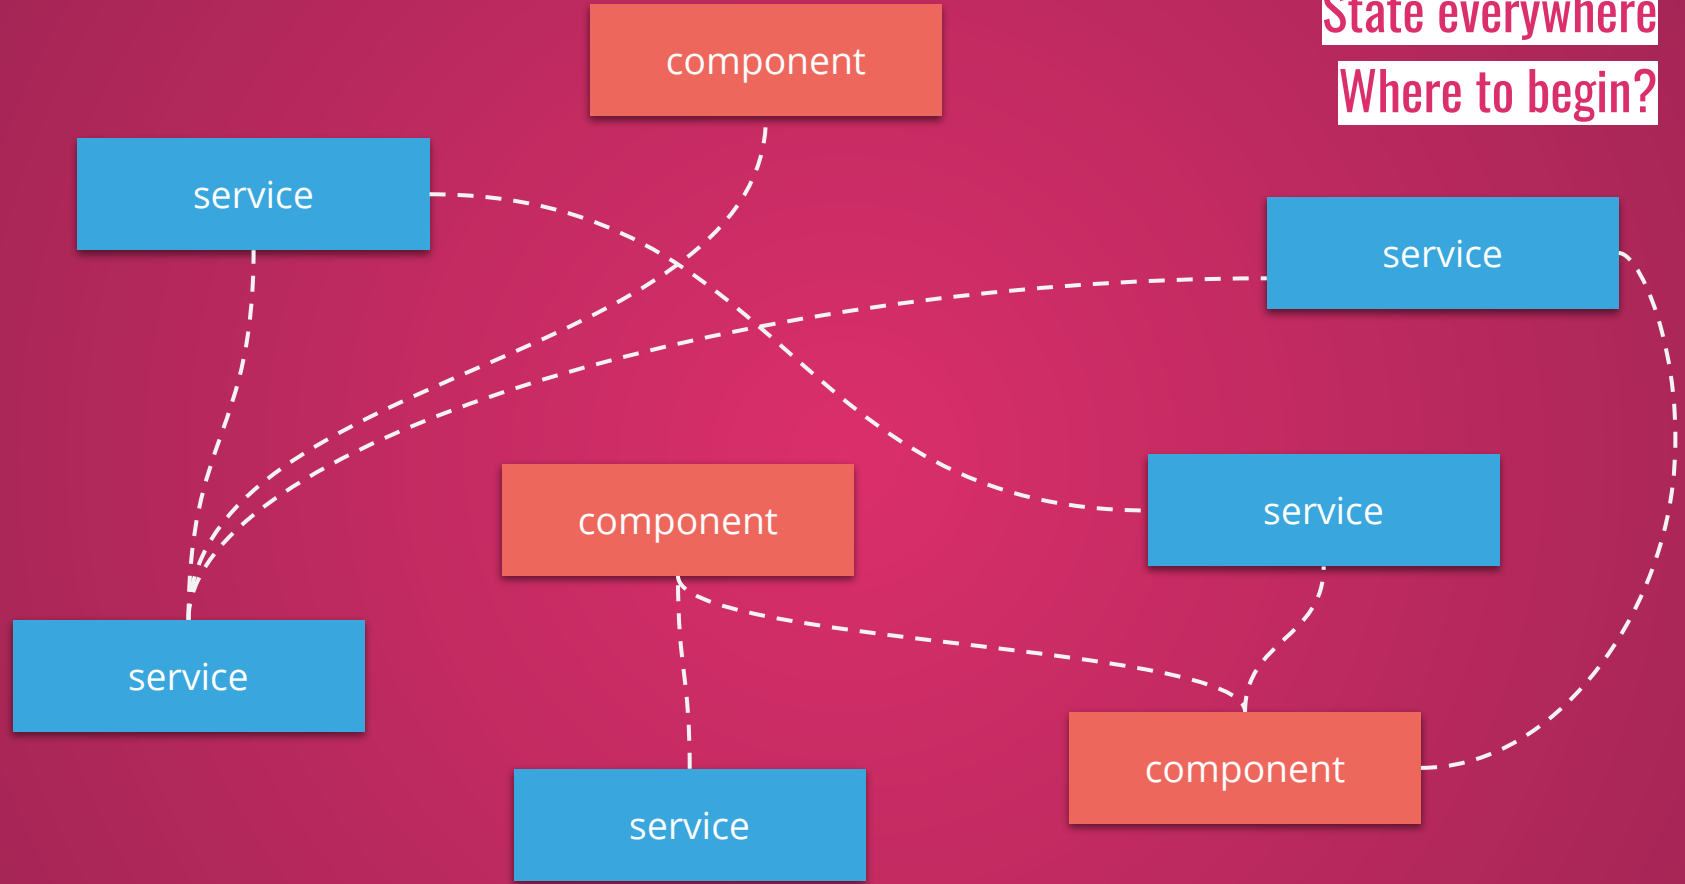 State everywhere
Where to begin?
component
service
service
component
service
service
component
service